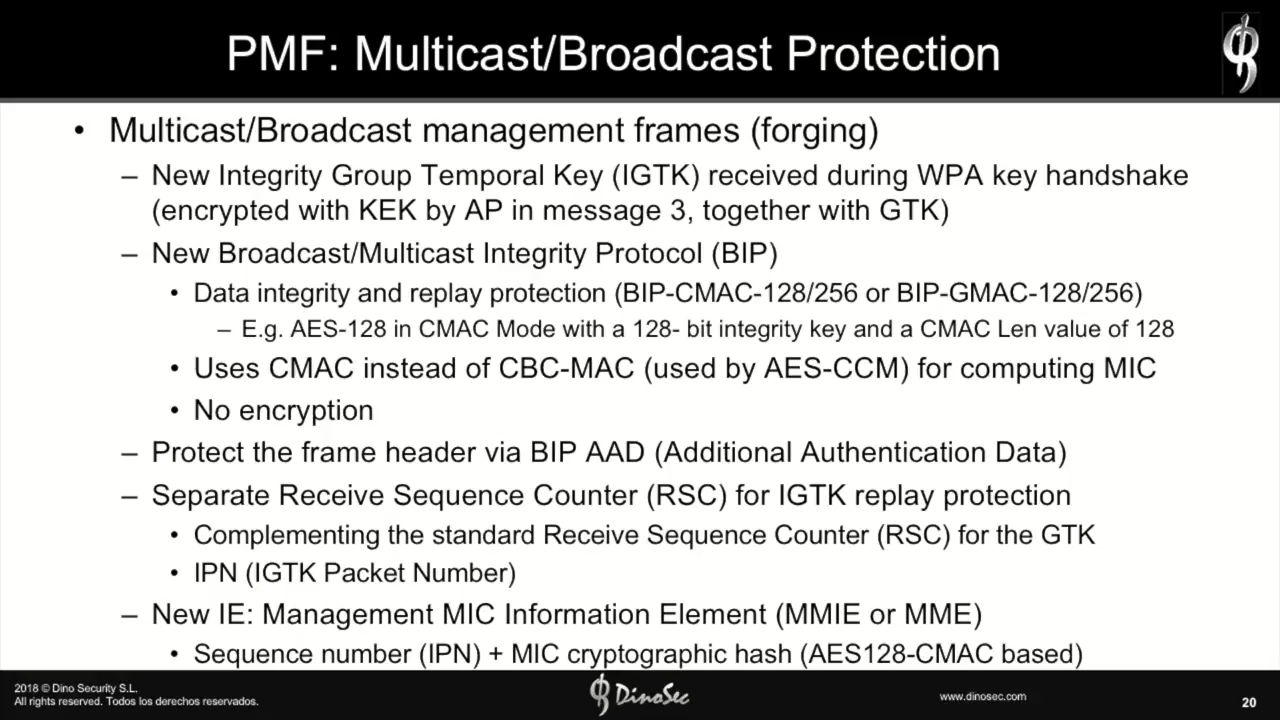 PMF: Multicast/Broadcast Protection
• Multicast/Broadcast management frames (forging)
– New Integrity Group Temporal Key (IGTK) received during WPA key handshake
(encrypted with KEK by AP in message 3, together with GTK)
– New Broadcast/Multicast Integrity Protocol (BIP)
• Data integrity and replay protection (BIP-CMAC-128/256 or BIP-GMAC-128/256)
– E.g. AES-128 in CMAC Mode with a 128- bit integrity key and a CMAC Len value of 128
• Uses CMAC instead of CBC-MAC (used by AES-CCM) for computing MIC
• No encryption
– Protect the frame header via BIP AAD (Additional Authentication Data)
– Separate Receive Sequence Counter (RSC) for IGTK replay protection
• Complementing the standard Receive Sequence Counter (RSC) for the GTK
• IPN (IGTK Packet Number)
– New IE: Management MIC Information Element (MMIE or MME)
• Sequence number (IPN) + MIC cryptographic hash (AES128-CMAC based)
2018 © Dino Security S.L.
All rights reserved. Todos los derechos reservados.
DinoSec
www.dinosec.com
20